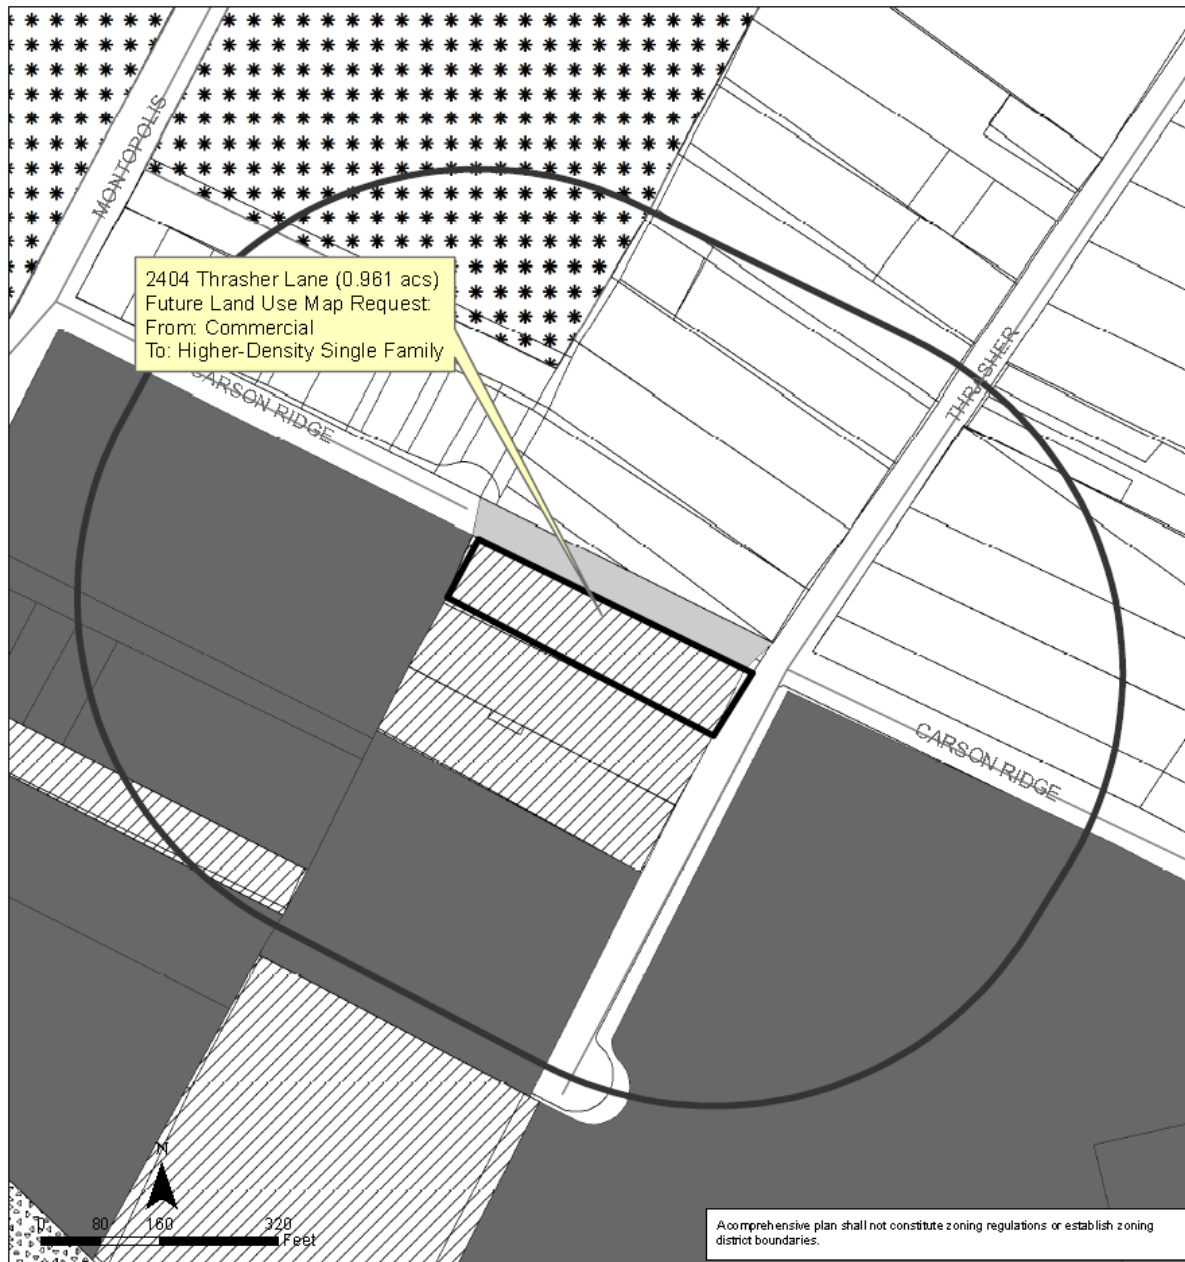 MONTOPOLIS
2404 Thrasher Lane (0.961 acs)
Future Land Use Map Request:
From: Commercial
To: Higher-Density Single Family
CARSON RIDGE
THRASHER
CARSON RIDGE
N
0 80 160 320
Feet
A comprehensive plan shall not constitute zoning regulations or establish zoning
district boundaries.